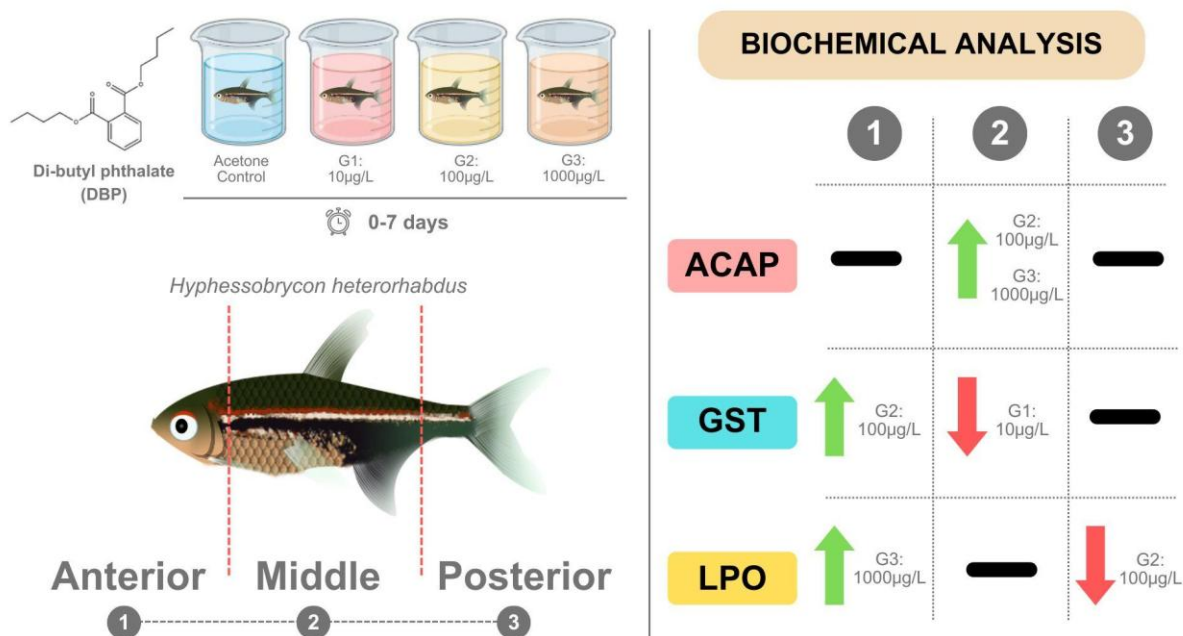 O
O
O
O
Di-butyl phthalate
(DBP)
Acetone
Control
G1:
10µg/L
G2:
100µg/L
G3:
1000µg/L
0-7 days
Hyphessobrycon heterorhabdus
Anterior
Middle
Posterior
1
2
3
BIOCHEMICAL ANALYSIS
1
2
3
ACAP
G2:
100µg/L
G3:
1000µg/L
GST
G2:
100µg/L
G1:
10µg/L
LPO
G3:
1000µg/L
G2:
100µg/L